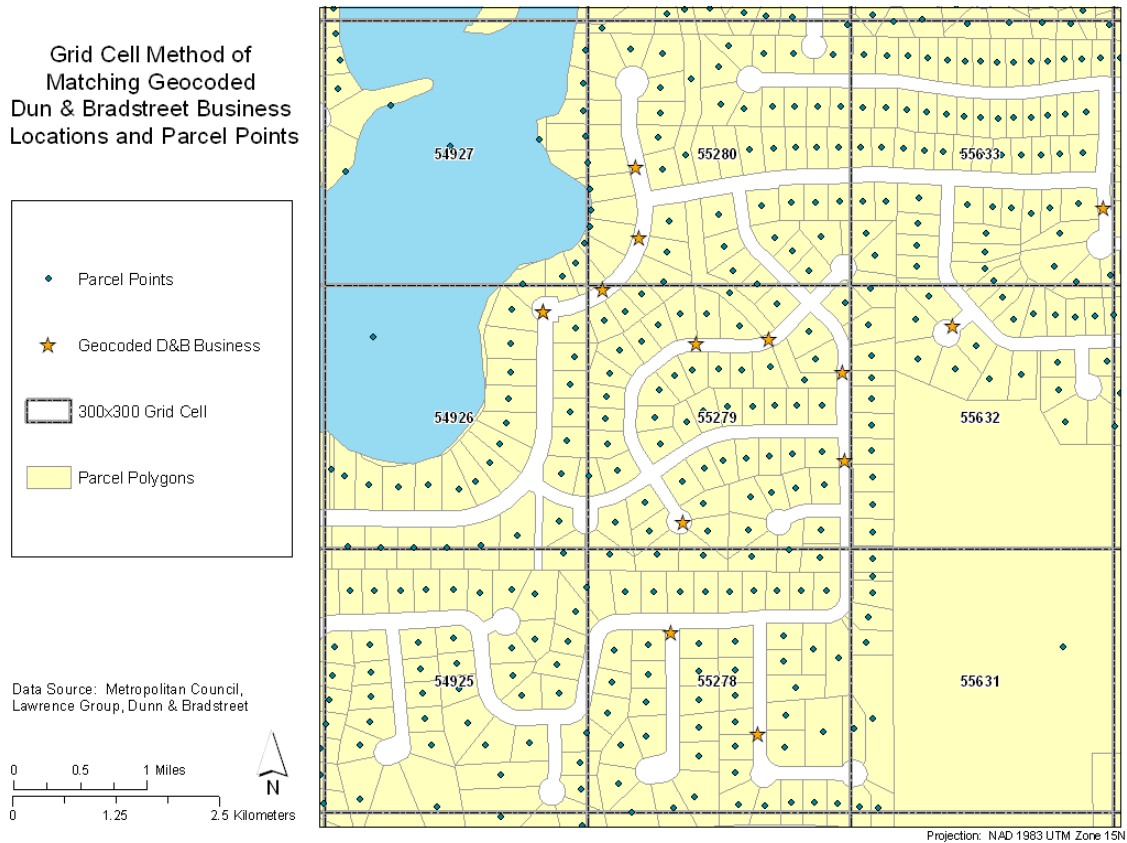 Grid Cell Method of
Matching Geocoded
Dun & Bradstreet Business
Locations and Parcel Points
Parcel Points
Geocoded D&B Business
300x300 Grid Cell
Parcel Polygons
Data Source: Metropolitan Council,
Lawrence Group, Dunn & Bradstreet
0 0.5 1 Miles
0 1.25 2.5 Kilometers
N
54927 55280 55633
54926 55279 55632
54925 55278 55631
Projection: NAD 1983 UTM Zone 15N